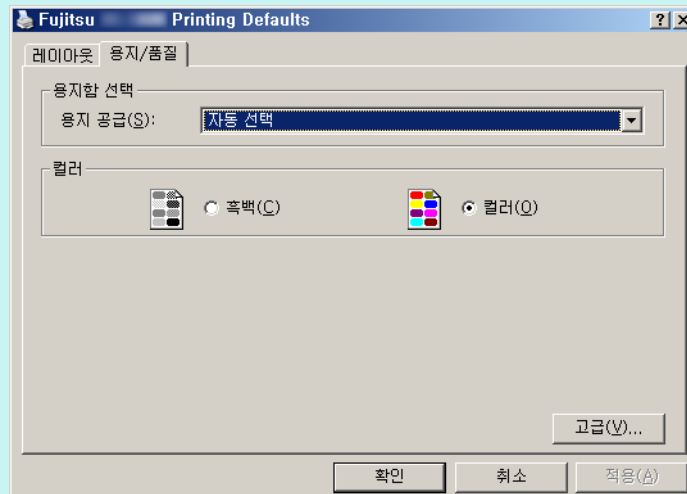 Fujitsu Printing Defaults
레이아웃 용지/품질
용지함 선택
용지 공급(S): 자동 선택
컬러
흑백(C) 컬러(O)
고급(V)...
확인 취소 적용(A)